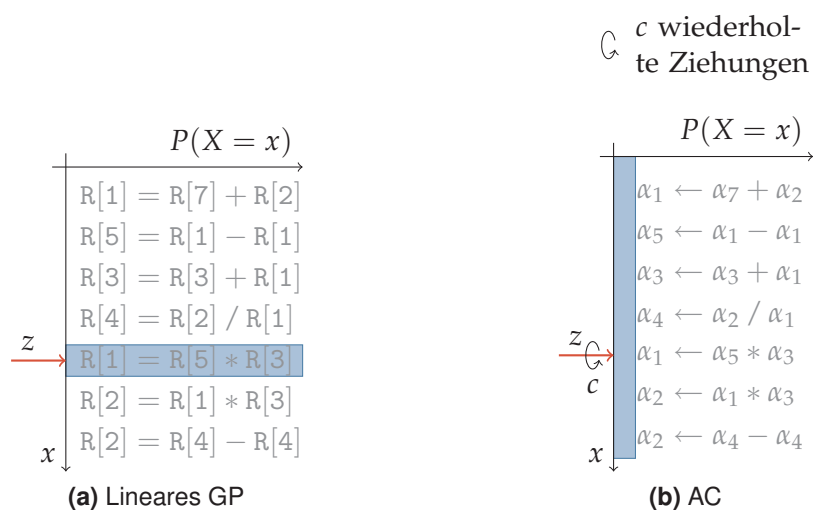 c wiederhol-
te Ziehungen
P(X = x)
R[1] = R[7] + R[2]
R[5] = R[1] − R[1]
R[3] = R[3] + R[1]
R[4] = R[2] / R[1]
z
R[1] = R[5] ∗ R[3]
R[2] = R[1] ∗ R[3]
R[2] = R[4] − R[4]
x
(a) Lineares GP
P(X = x)
α₁ ← α₇ + α₂
α₅ ← α₁ − α₁
α₃ ← α₃ + α₁
α₄ ← α₂ / α₁
z
α₁ ← α₅ ∗ α₃
c
α₂ ← α₁ ∗ α₃
α₂ ← α₄ − α₄
x
(b) AC